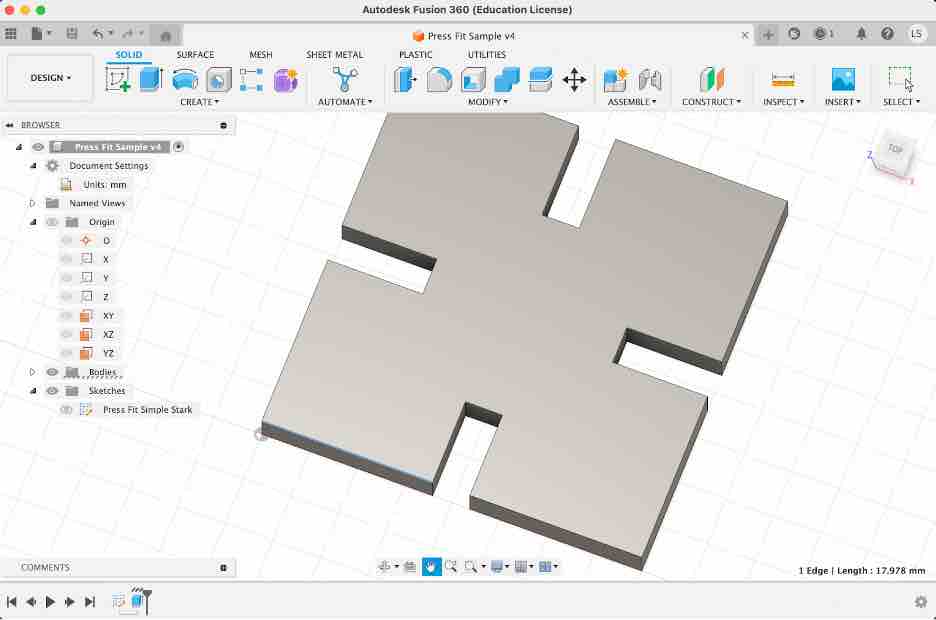 Autodesk Fusion 360 (Education License)
Press Fit Sample v4
1
LS
DESIGN
SOLID
SURFACE
MESH
SHEET METAL
PLASTIC
UTILITIES
CREATE
AUTOMATE
MODIFY
ASSEMBLE
CONSTRUCT
INSPECT
INSERT
SELECT
BROWSER
Press Fit Sample v4
Document Settings
Units: mm
Named Views
Origin
O
X
Y
Z
XY
XZ
YZ
Bodies
Sketches
Press Fit Simple Stark
TOP
Z
X
COMMENTS
1 Edge | Length : 17.978 mm